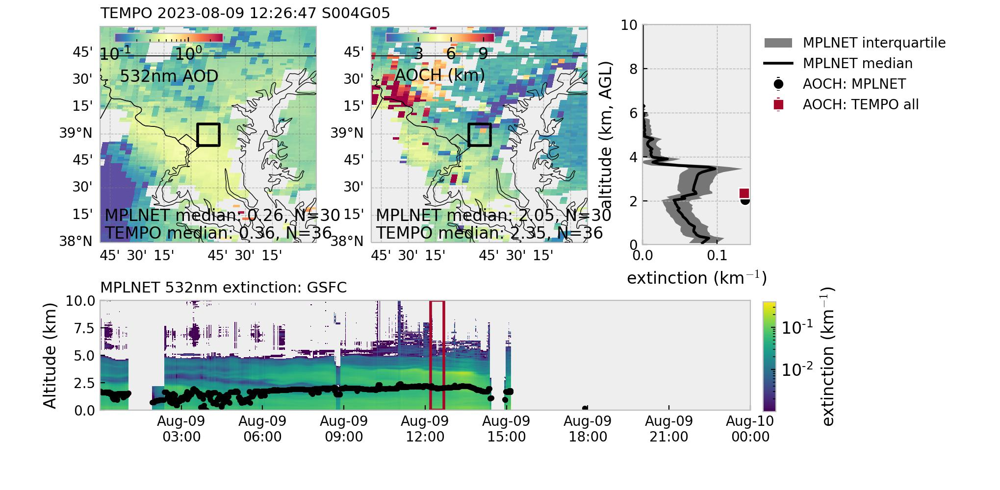 TEMPO 2023-08-09 12:26:47 S004G05
45'
30'
15'
39°N
45'
30'
15'
38°N
10-1 100
532nm AOD
MPLNET median: 0.26, N=30
TEMPO median: 0.36, N=36
45' 30' 15' 45' 30' 15'
45'
30'
15'
39°N
45'
30'
15'
38°N
3 6 9
AOCH (km)
MPLNET median: 2.05, N=30
TEMPO median: 2.35, N=36
45' 30' 15' 45' 30' 15'
altitude (km, AGL)
10
8
6
4
2
0
0.0 0.1
extinction (km−1)
MPLNET interquartile
MPLNET median
AOCH: MPLNET
AOCH: TEMPO all
MPLNET 532nm extinction: GSFC
Altitude (km)
10.0
7.5
5.0
2.5
0.0
Aug-09 Aug-09 Aug-09 Aug-09 Aug-09 Aug-09 Aug-09 Aug-10
03:00 06:00 09:00 12:00 15:00 18:00 21:00 00:00
10-1
10-2
extinction (km−1)